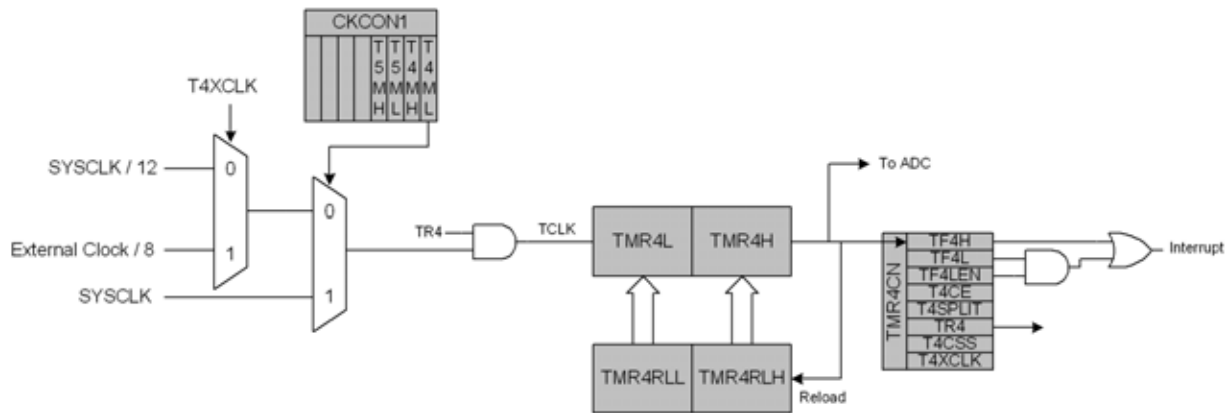 CKCON1
T5MH
T5ML
T4MH
T4ML
T4XCLK
SYSCLK / 12
0
0
External Clock / 8
1
SYSCLK
1
TR4
TCLK
TMR4L
TMR4H
To ADC
TMR4RLL
TMR4RLH
Reload
TMR4CN
TF4H
TF4L
TF4LEN
T4CE
T4SPLIT
TR4
T4CSS
T4XCLK
Interrupt